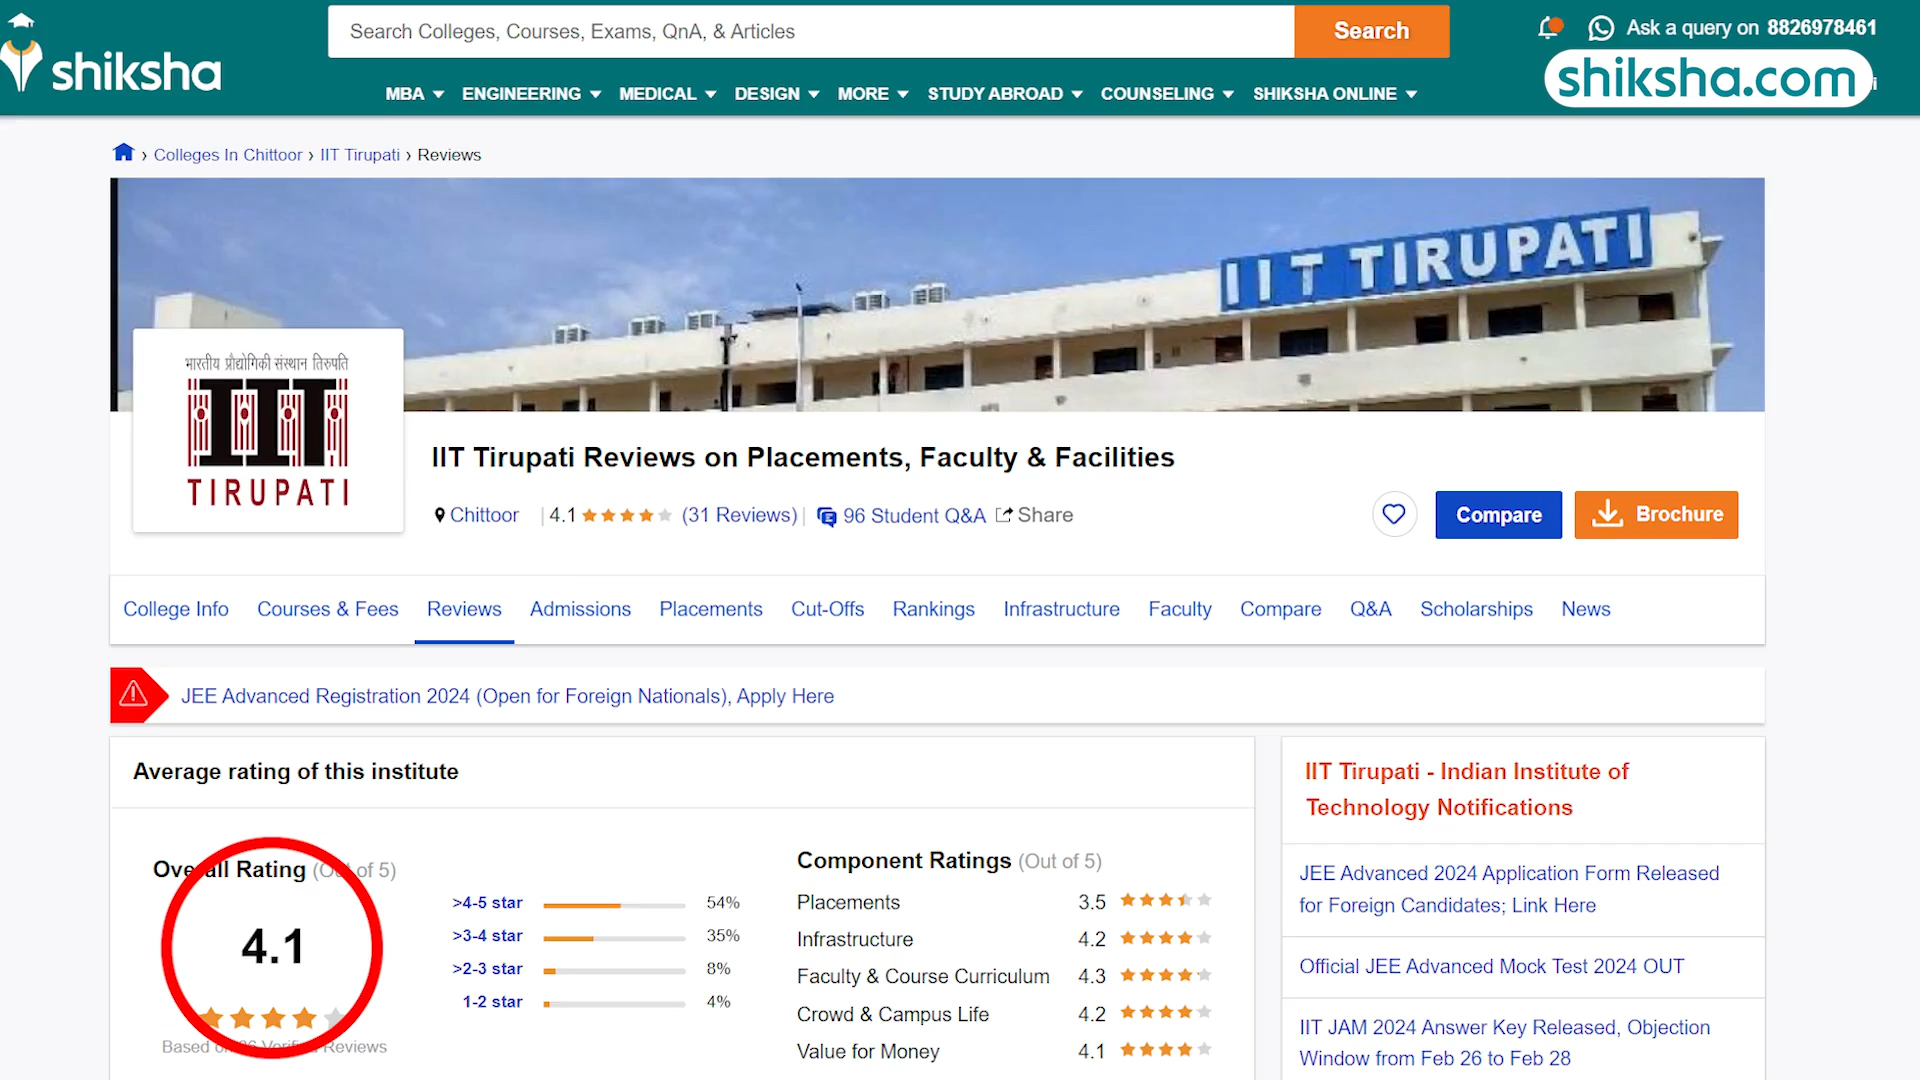 shiksha
Search Colleges, Courses, Exams, QnA, & Articles
Search
Ask a query on 8826978461
shiksha.com
MBA
ENGINEERING
MEDICAL
DESIGN
MORE
STUDY ABROAD
COUNSELING
SHIKSHA ONLINE
› Colleges In Chittoor › IIT Tirupati › Reviews
IIT TIRUPATI
भारतीय प्रौद्योगिकी संस्थान तिरुपति
IIT
TIRUPATI
IIT Tirupati Reviews on Placements, Faculty & Facilities
Chittoor | 4.1 (31 Reviews) | 96 Student Q&A Share
Compare
Brochure
College Info Courses & Fees Reviews Admissions Placements Cut-Offs Rankings Infrastructure Faculty Compare Q&A Scholarships News
JEE Advanced Registration 2024 (Open for Foreign Nationals), Apply Here
Average rating of this institute
Overall Rating (Out of 5)
4.1
Based on Verified Reviews
>4-5 star 54%
>3-4 star 35%
>2-3 star 8%
1-2 star 4%
Component Ratings (Out of 5)
Placements 3.5
Infrastructure 4.2
Faculty & Course Curriculum 4.3
Crowd & Campus Life 4.2
Value for Money 4.1
IIT Tirupati - Indian Institute of
Technology Notifications
JEE Advanced 2024 Application Form Released
for Foreign Candidates; Link Here
Official JEE Advanced Mock Test 2024 OUT
IIT JAM 2024 Answer Key Released, Objection
Window from Feb 26 to Feb 28